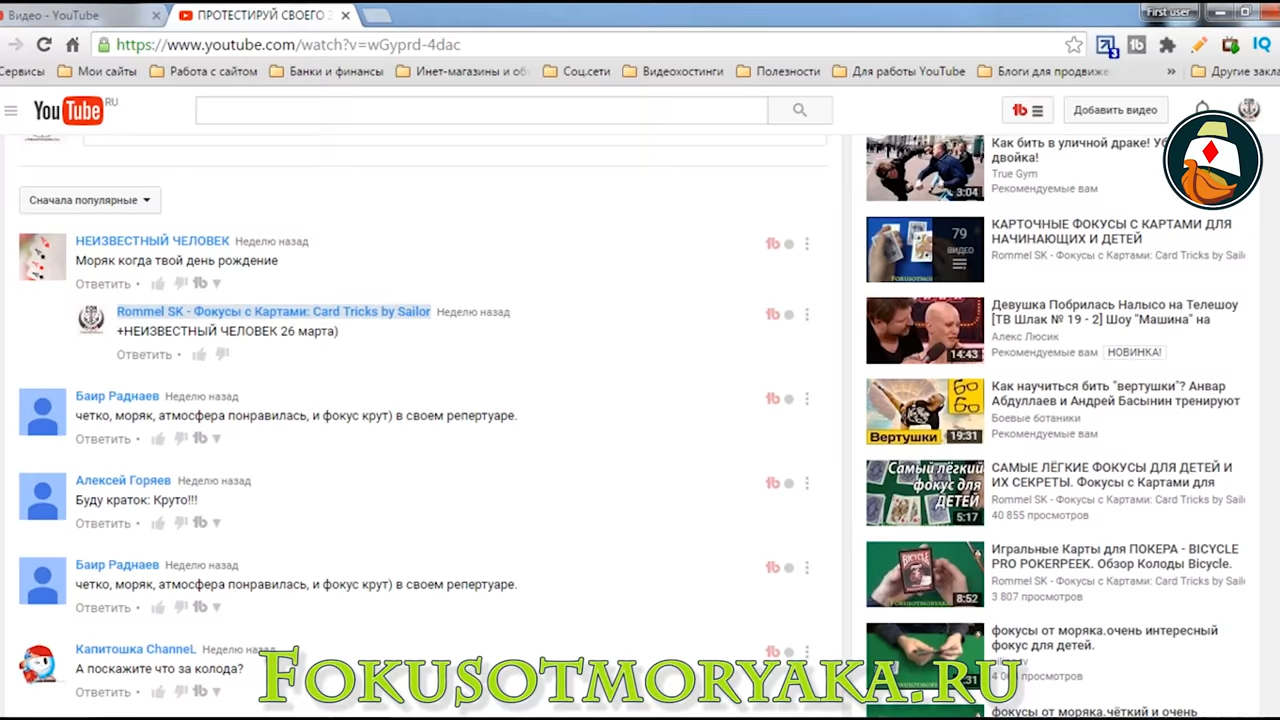 Видео - YouTube
ПРОТЕСТИРУЙ СВОЕГО
First user
https://www.youtube.com/watch?v=wGyprd-4dac
3
IQ
Сервисы
Мои сайты
Работа с сайтом
Банки и финансы
Инет-магазины и об
Соц.сети
Видеохостинги
Полезности
Для работы YouTube
Блоги для продвиже
»
Другие закла
YouTube RU
Добавить видео
Сначала популярные
НЕИЗВЕСТНЫЙ ЧЕЛОВЕК Неделю назад
Моряк когда твой день рождение
Ответить
Rommel SK - Фокусы с Картами: Card Tricks by Sailor Неделю назад
+НЕИЗВЕСТНЫЙ ЧЕЛОВЕК 26 марта)
Ответить
Баир Раднаев Неделю назад
четко, моряк, атмосфера понравилась, и фокус крут) в своем репертуаре.
Ответить
Алексей Горяев Неделю назад
Буду краток: Круто!!!
Ответить
Баир Раднаев Неделю назад
четко, моряк, атмосфера понравилась, и фокус крут) в своем репертуаре.
Ответить
Капитошка ChanneL Неделю назад
А поскажите что за колода?
Ответить
Как бить в уличной драке! Уб
двойка!
True Gym
Рекомендуемые вам
3:04
КАРТОЧНЫЕ ФОКУСЫ С КАРТАМИ ДЛЯ
НАЧИНАЮЩИХ И ДЕТЕЙ
Rommel SK - Фокусы с Картами: Card Tricks by Sail
79
ВИДЕО
Девушка Побрилась Налысо на Телешоу
[ТВ Шлак № 19 - 2] Шоу "Машина" на
Алекс Люсик
Рекомендуемые вам НОВИНКА!
14:43
Как научиться бить "вертушки"? Анвар
Абдуллаев и Андрей Басынин тренируют
Боевые ботаники
Рекомендуемые вам
Вертушки
19:31
САМЫЕ ЛЁГКИЕ ФОКУСЫ ДЛЯ ДЕТЕЙ И
ИХ СЕКРЕТЫ. Фокусы с Картами для
Rommel SK - Фокусы с Картами: Card Tricks by Sail
40 855 просмотров
Самый лёгкий
фокус для
ДЕТЕЙ
5:17
Игральные Карты для ПОКЕРА - BICYCLE
PRO POKERPEEK. Обзор Колоды Bicycle.
Rommel SK - Фокусы с Картами: Card Tricks by Sail
3 807 просмотров
BICYCLE
8:52
фокусы от моряка.очень интересный
фокус для детей.
просмотров
фокусы от моряка.чёткий и очень
Fokusotmoryaka.ru